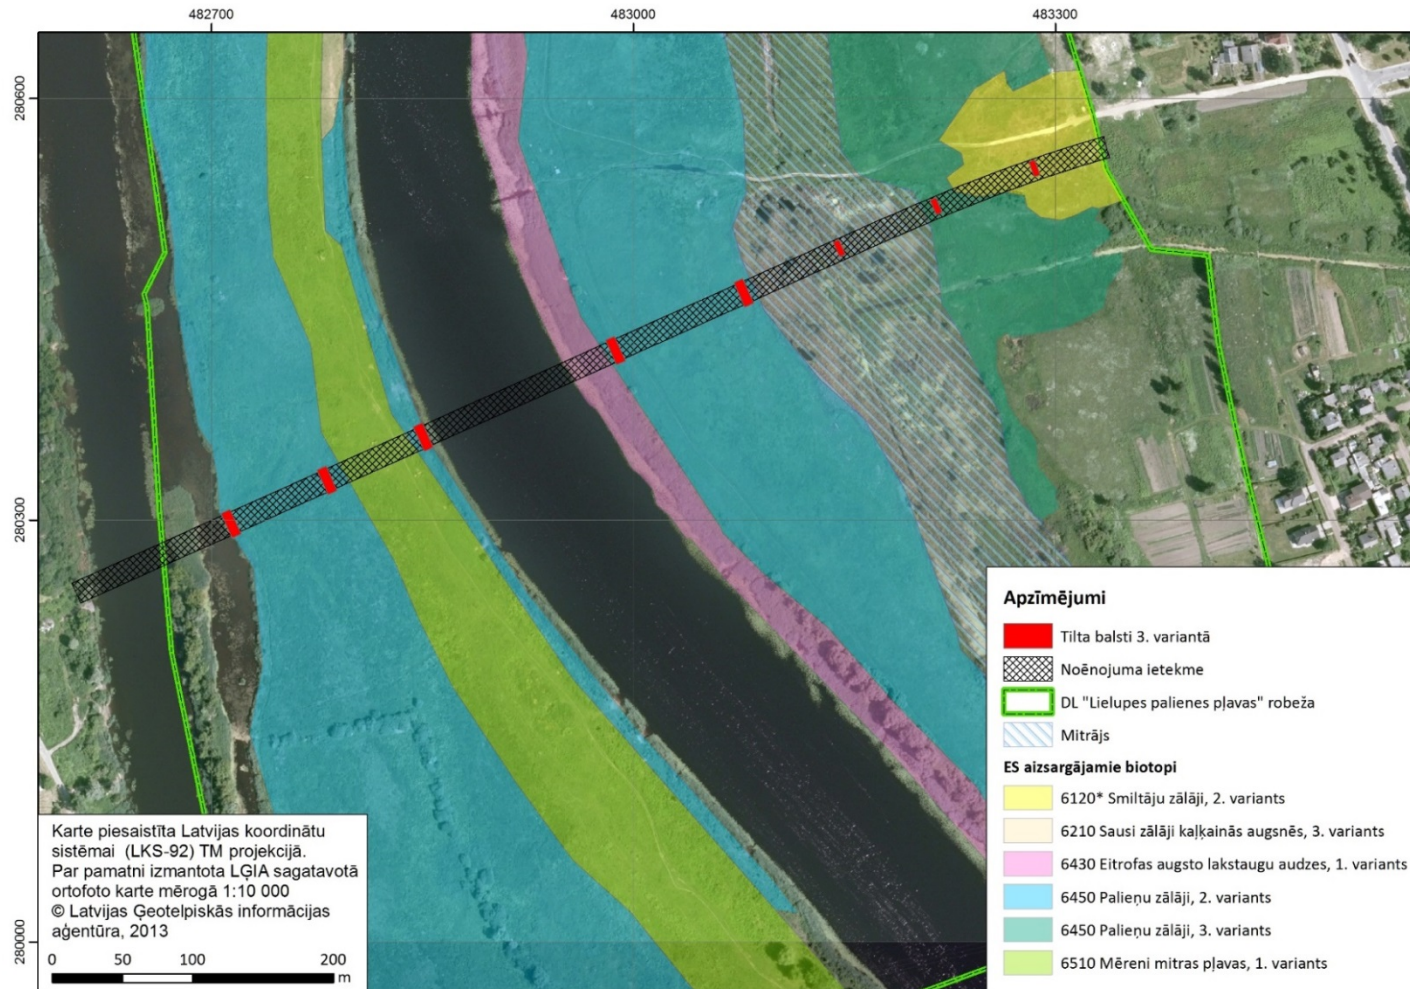 482700
483000
483300
280600
280300
280000
Apzīmējumi
Tilta balsti 3. variantā
Noēnojuma ietekme
DL "Lielupes palienes pļavas" robeža
Mitrājs
ES aizsargājamie biotopi
6120* Smiltāju zālāji, 2. variants
6210 Sausi zālāji kaļķainās augsnēs, 3. variants
6430 Eitrofas augsto lakstaugu audzes, 1. variants
6450 Palieņu zālāji, 2. variants
6450 Palieņu zālāji, 3. variants
6510 Mēreni mitras pļavas, 1. variants
Karte piesaistīta Latvijas koordinātu
sistēmai (LKS-92) TM projekcijā.
Par pamatni izmantota LĢIA sagatavotā
ortofoto karte mērogā 1:10 000
© Latvijas Ģeotelpiskās informācijas
aģentūra, 2013
0 50 100 200
m